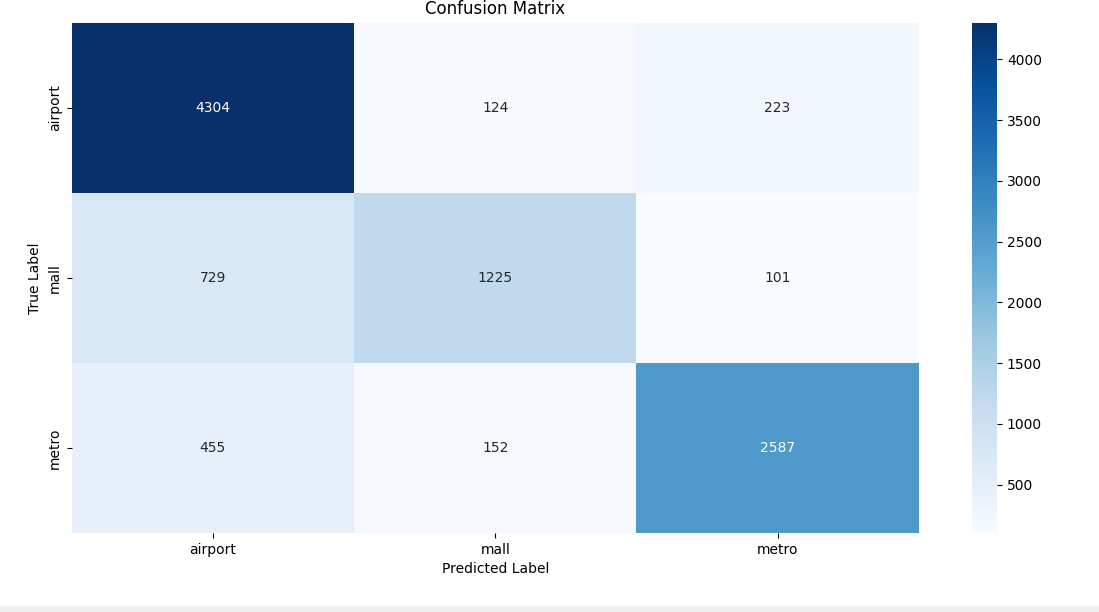 Confusion Matrix
True Label
airport
4304
124
223
mall
729
1225
101
metro
455
152
2587
airport
mall
metro
Predicted Label
4000
3500
3000
2500
2000
1500
1000
500